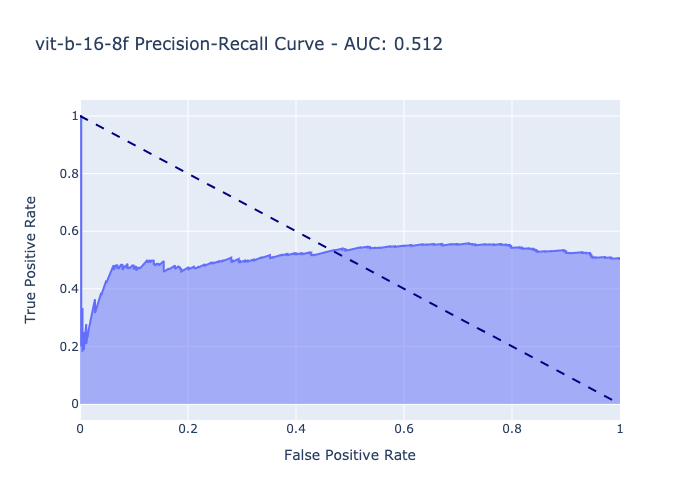 vit-b-16-8f Precision-Recall Curve - AUC: 0.512
1
0.8
0.6
0.4
0.2
0
True Positive Rate
0 0.2 0.4 0.6 0.8 1
False Positive Rate